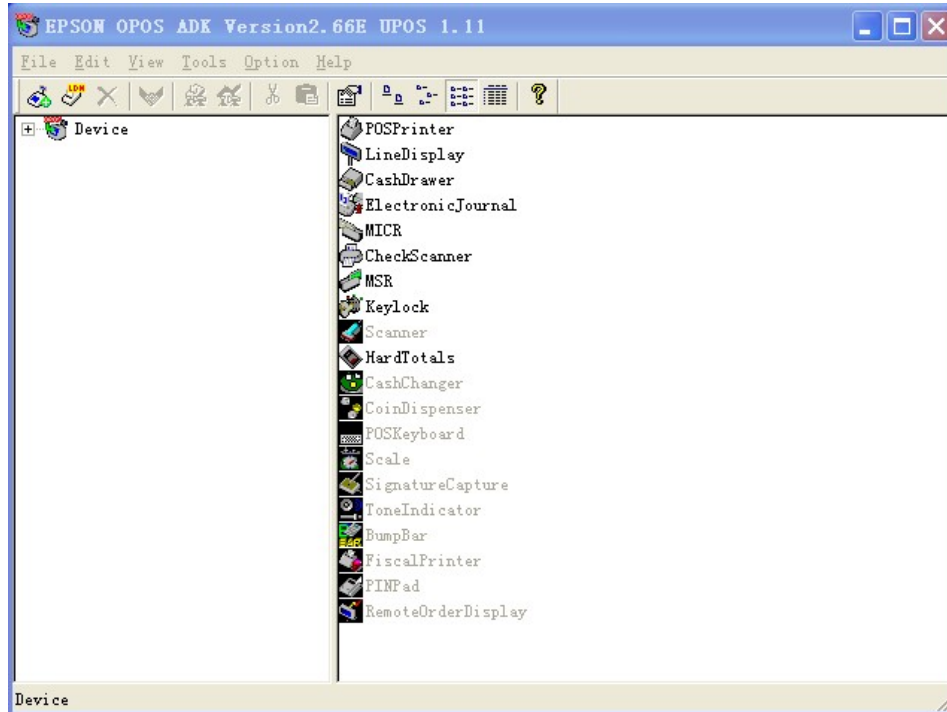 EPSON OPOS ADK Version2.66E UPOS 1.11
File Edit View Tools Option Help
LDN
Device
POSPrinter
LineDisplay
CashDrawer
ElectronicJournal
MICR
CheckScanner
MSR
Keylock
Scanner
HardTotals
CashChanger
CoinDispenser
POSKeyboard
Scale
SignatureCapture
ToneIndicator
BumpBar
FiscalPrinter
PINPad
RemoteOrderDisplay
Device